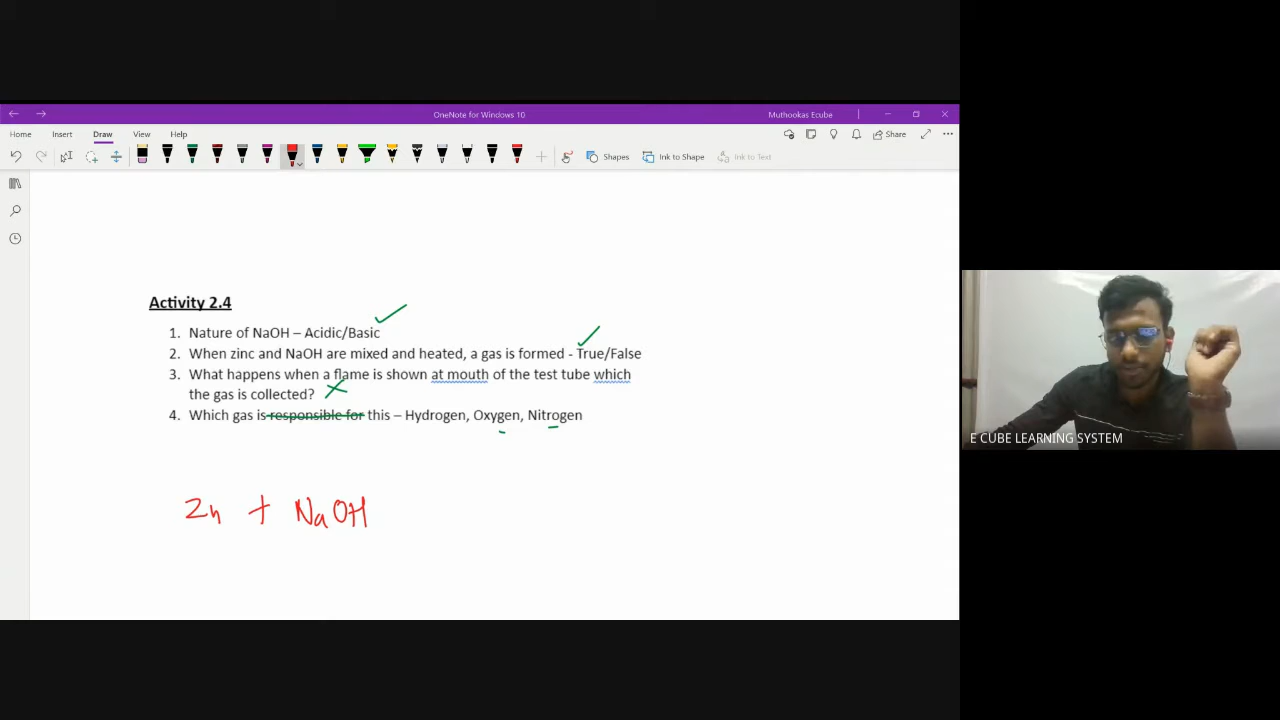 OneNote for Windows 10
Muthookas Ecube
Home Insert Draw View Help
Share
Shapes Ink to Shape Ink to Text
Activity 2.4
1. Nature of NaOH – Acidic/Basic
2. When zinc and NaOH are mixed and heated, a gas is formed - True/False
3. What happens when a flame is shown at mouth of the test tube which
the gas is collected?
4. Which gas is responsible for this – Hydrogen, Oxygen, Nitrogen
Zn + NaOH
E CUBE LEARNING SYSTEM